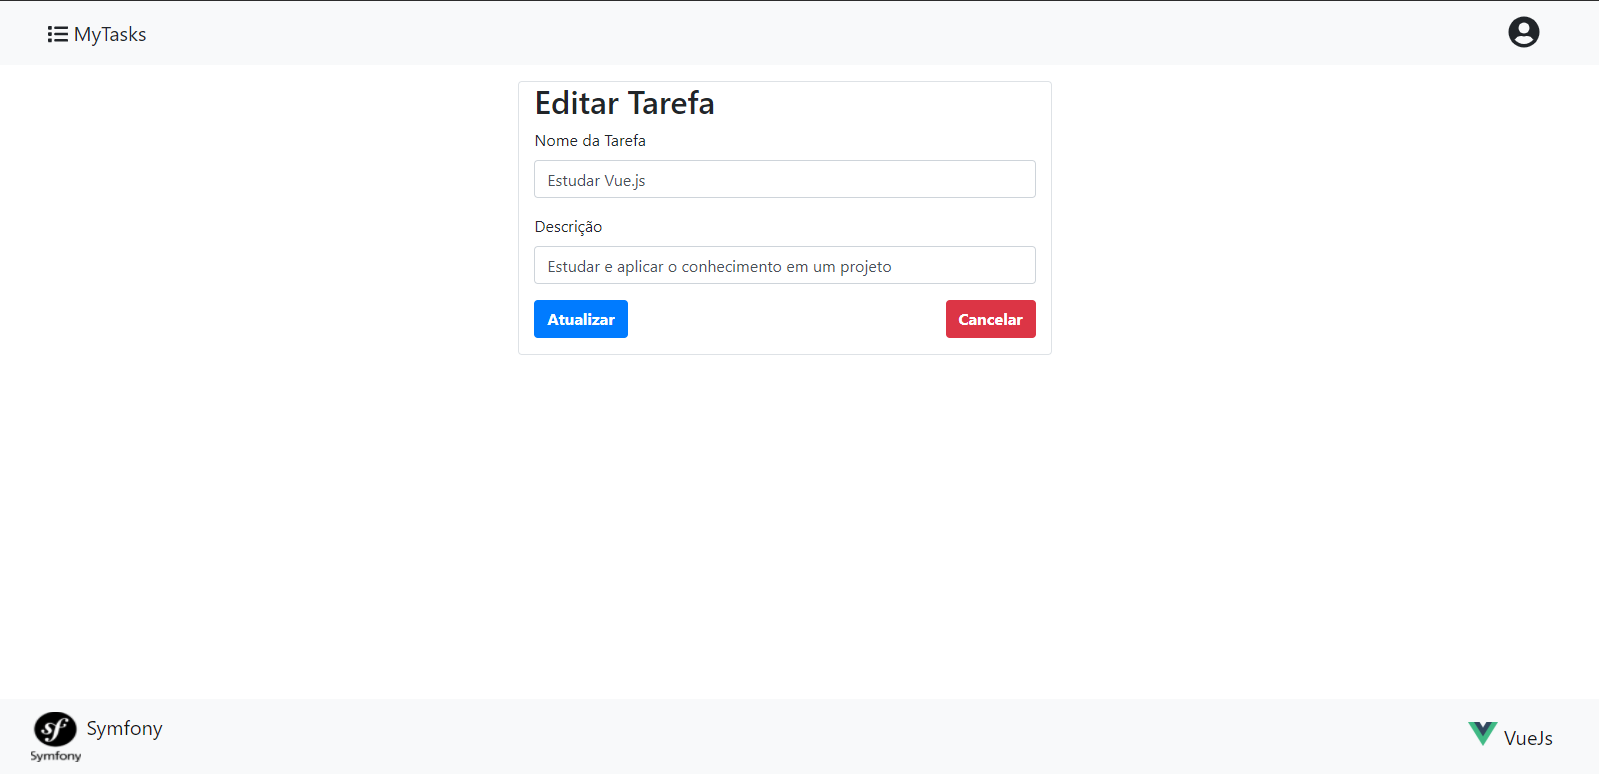 MyTasks
Editar Tarefa
Nome da Tarefa
Estudar Vue.js
Descrição
Estudar e aplicar o conhecimento em um projeto
Atualizar
Cancelar
sf
Symfony
Symfony
VueJs